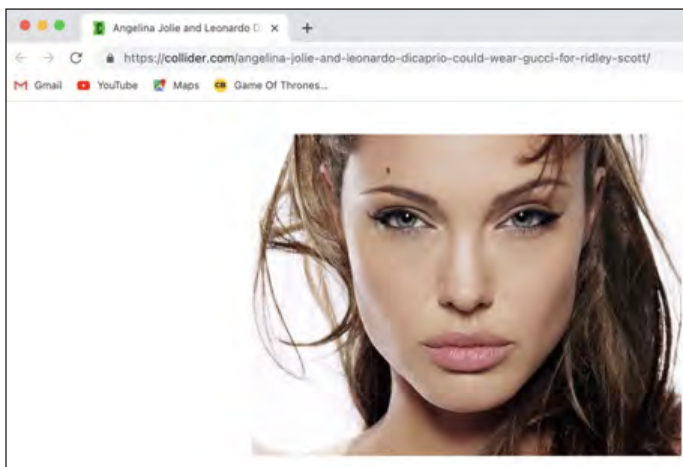 Angelina Jolie and Leonardo D
https://collider.com/angelina-jolie-and-leonardo-dicaprio-could-wear-gucci-for-ridley-scott/
Gmail YouTube Maps CB Game Of Thrones...